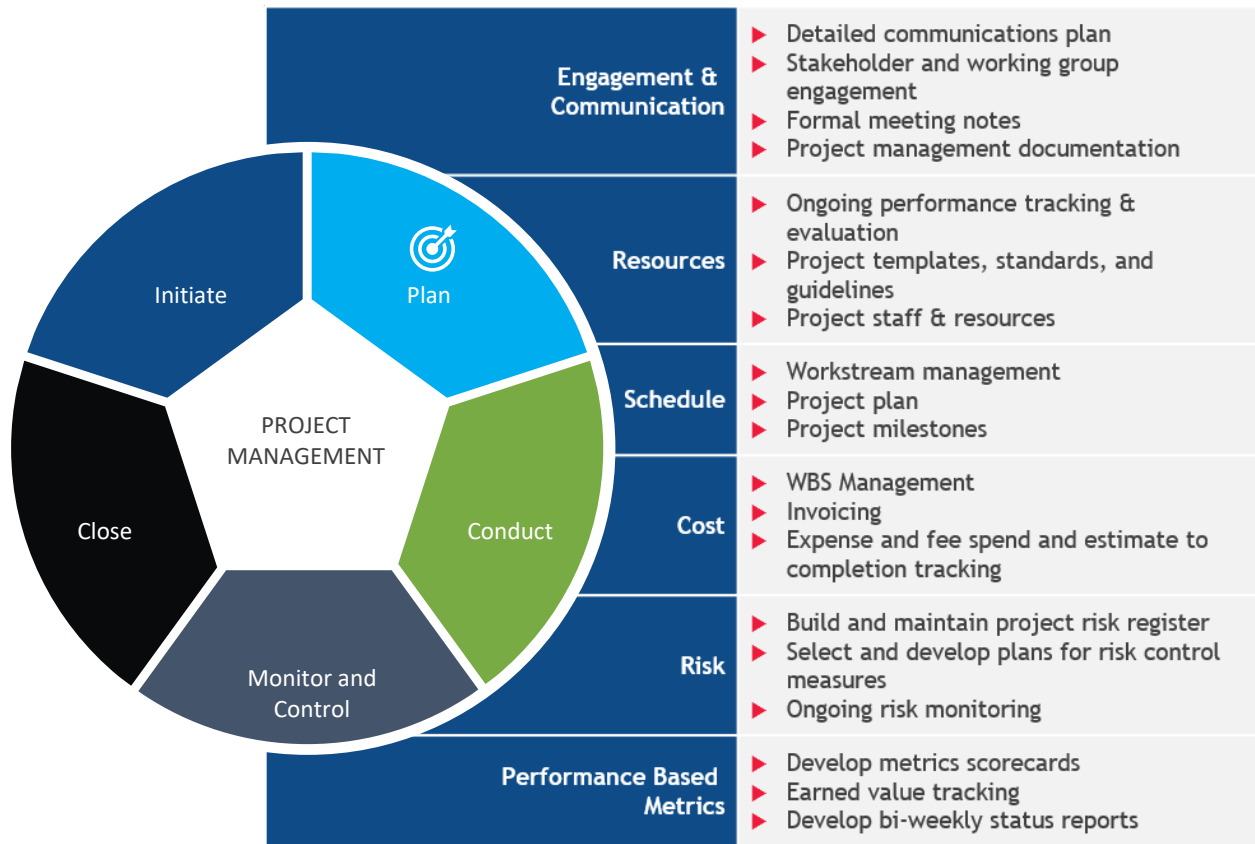 Engagement &
Communication
Detailed communications plan
Stakeholder and working group
engagement
Formal meeting notes
Project management documentation
Resources
Ongoing performance tracking &
evaluation
Project templates, standards, and
guidelines
Project staff & resources
Schedule
Workstream management
Project plan
Project milestones
Cost
WBS Management
Invoicing
Expense and fee spend and estimate to
completion tracking
Risk
Build and maintain project risk register
Select and develop plans for risk control
measures
Ongoing risk monitoring
Performance Based
Metrics
Develop metrics scorecards
Earned value tracking
Develop bi-weekly status reports
Initiate
Plan
Conduct
Monitor and
Control
Close
PROJECT
MANAGEMENT